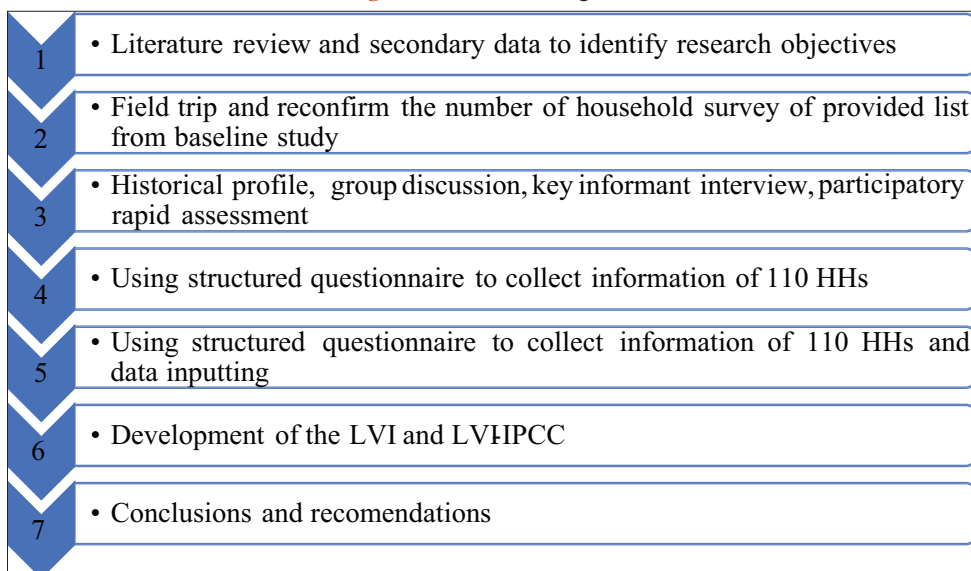 1
• Literature review and secondary data to identify research objectives
2
• Field trip and reconfirm the number of household survey of provided list
from baseline study
3
• Historical profile, group discussion, key informant interview, participatory
rapid assessment
4
• Using structured questionnaire to collect information of 110 HHs
5
• Using structured questionnaire to collect information of 110 HHs and
data inputting
6
• Development of the LVI and LVI-IPCC
7
• Conclusions and recomendations